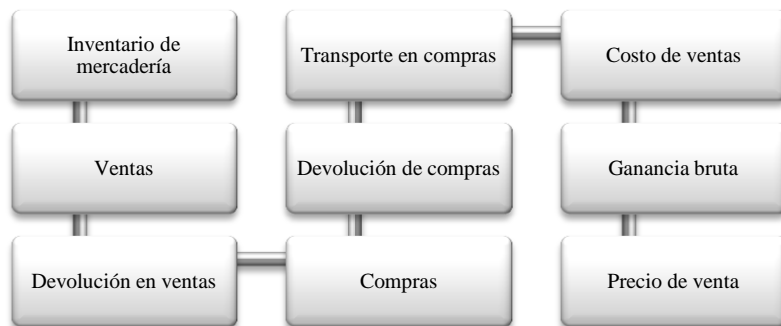 Inventario de
mercadería
Ventas
Devolución en ventas
Compras
Devolución de compras
Transporte en compras
Costo de ventas
Ganancia bruta
Precio de venta